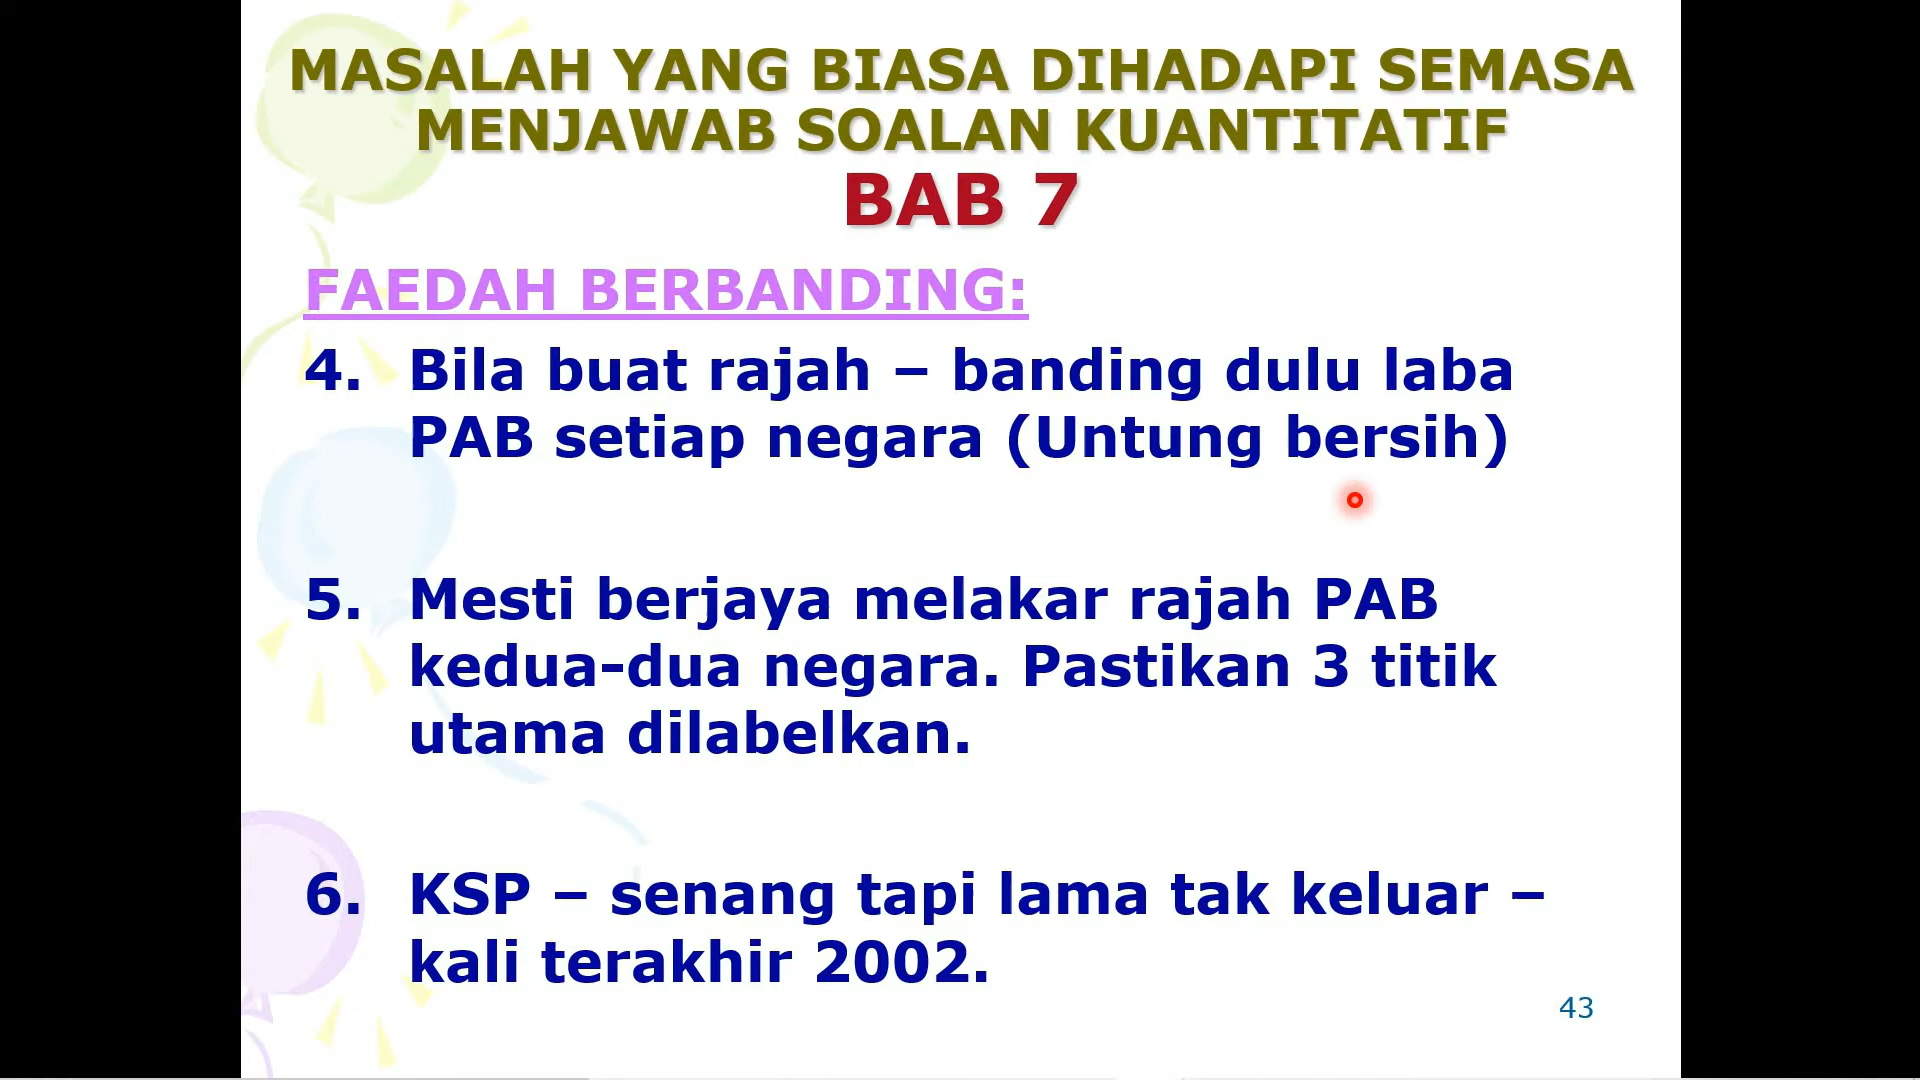 MASALAH YANG BIASA DIHADAPI SEMASA
MENJAWAB SOALAN KUANTITATIF
BAB 7
FAEDAH BERBANDING:
4. Bila buat rajah – banding dulu laba
PAB setiap negara (Untung bersih)
5. Mesti berjaya melakar rajah PAB
kedua-dua negara. Pastikan 3 titik
utama dilabelkan.
6. KSP – senang tapi lama tak keluar –
kali terakhir 2002.
43